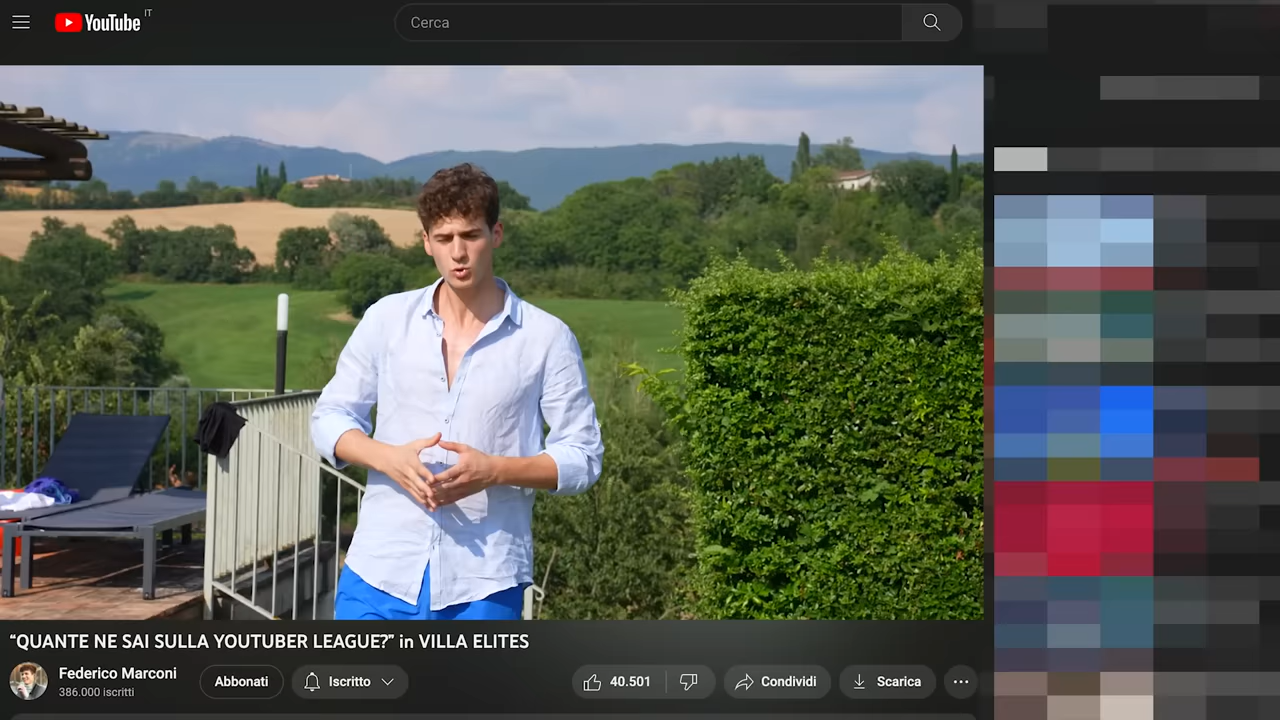 YouTube IT
Cerca
“QUANTE NE SAI SULLA YOUTUBER LEAGUE?” in VILLA ELITES
Federico Marconi
386.000 iscritti
Abbonati
Iscritto
40.501
Condividi
Scarica